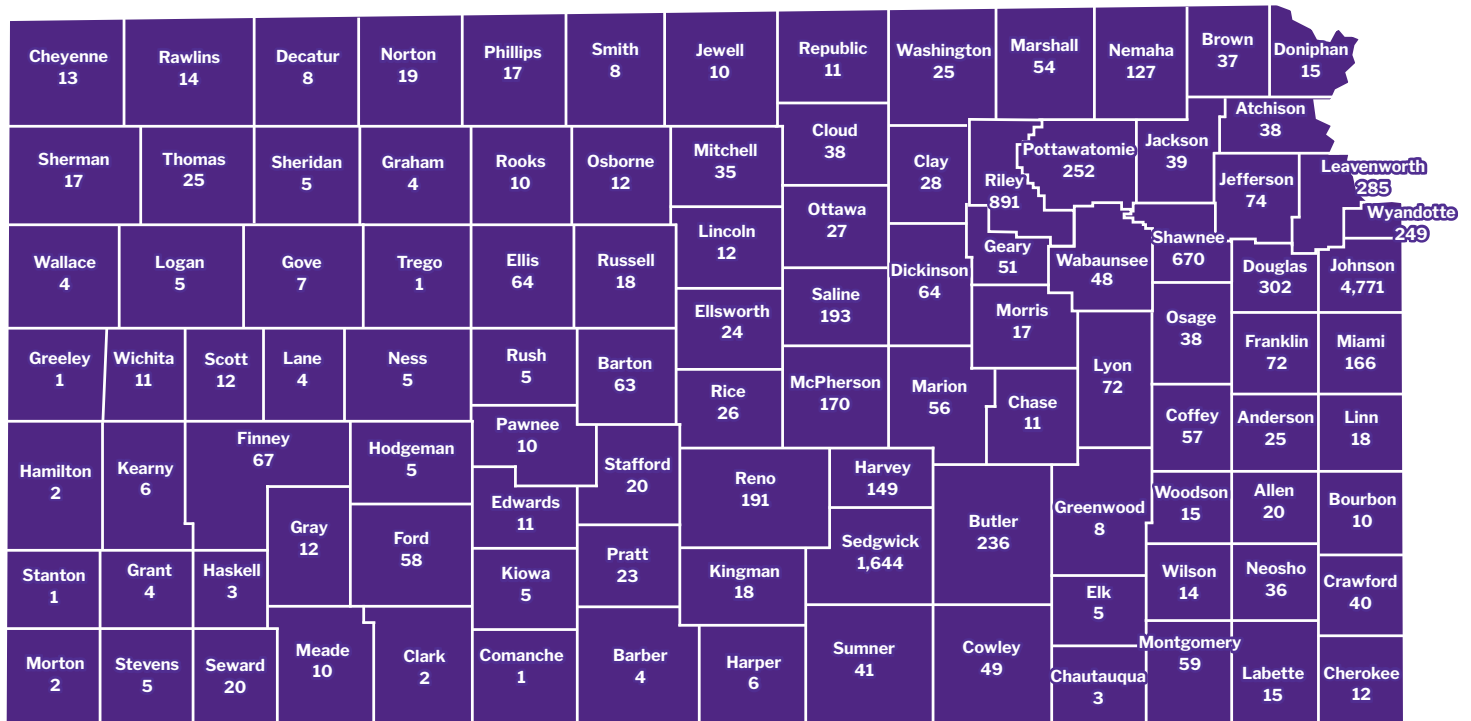 Cheyenne
13
Rawlins
14
Decatur
8
Norton
19
Phillips
17
Smith
8
Jewell
10
Republic
11
Washington
25
Marshall
54
Nemaha
127
Brown
37
Doniphan
15
Sherman
17
Thomas
25
Sheridan
5
Graham
4
Rooks
10
Osborne
12
Mitchell
35
Cloud
38
Clay
28
Riley
891
Pottawatomie
252
Jackson
39
Atchison
38
Jefferson
74
Leavenworth
285
Wyandotte
249
Wallace
4
Logan
5
Gove
7
Trego
1
Ellis
64
Russell
18
Lincoln
12
Ottawa
27
Saline
193
Dickinson
64
Geary
51
Wabaunsee
48
Shawnee
670
Douglas
302
Johnson
4,771
Greeley
1
Wichita
11
Scott
12
Lane
4
Ness
5
Rush
5
Barton
63
Ellsworth
24
Rice
26
McPherson
170
Marion
56
Morris
17
Chase
11
Lyon
72
Osage
38
Franklin
72
Miami
166
Coffey
57
Anderson
25
Linn
18
Hamilton
2
Kearny
6
Finney
67
Hodgeman
5
Pawnee
10
Stafford
20
Edwards
11
Gray
12
Ford
58
Reno
191
Harvey
149
Sedgwick
1,644
Butler
236
Greenwood
8
Woodson
15
Allen
20
Bourbon
10
Stanton
1
Grant
4
Haskell
3
Kiowa
5
Pratt
23
Kingman
18
Elk
5
Wilson
14
Neosho
36
Crawford
40
Morton
2
Stevens
5
Seward
20
Meade
10
Clark
2
Comanche
1
Barber
4
Harper
6
Sumner
41
Cowley
49
Chautauqua
3
Montgomery
59
Labette
15
Cherokee
12